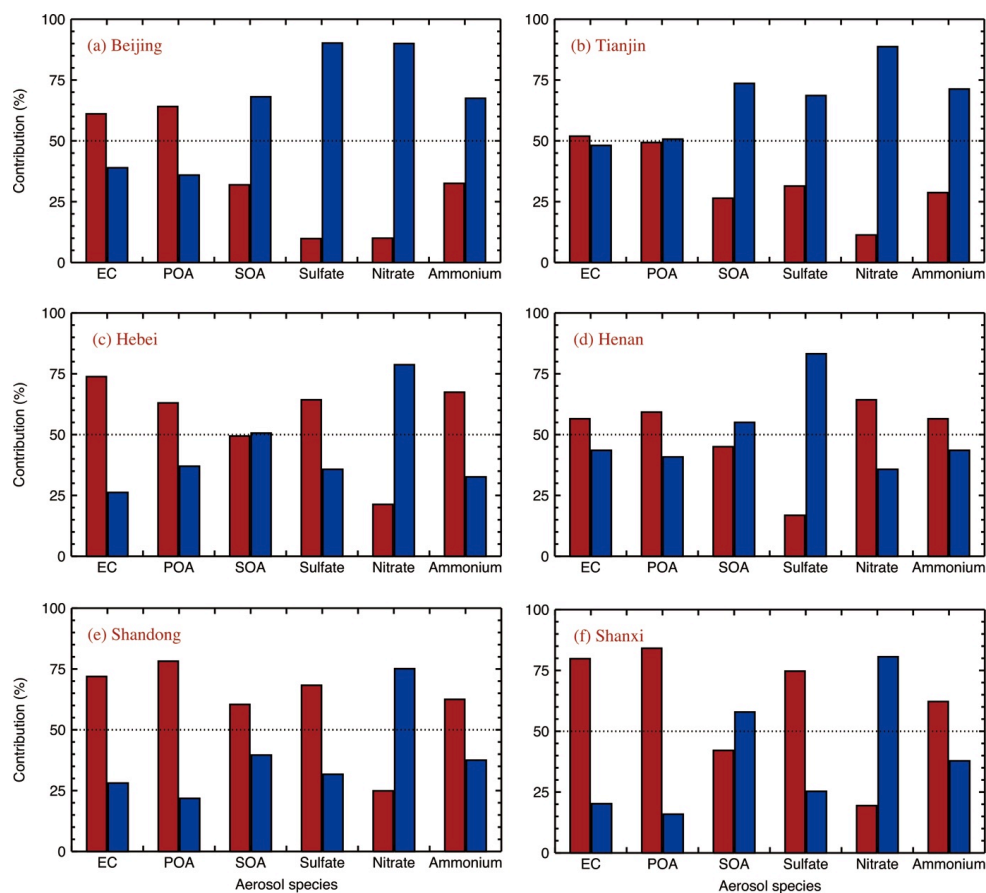 100
75
50
25
0
Contribution (%)
(a) Beijing
EC POA SOA Sulfate Nitrate Ammonium
100
75
50
25
0
(b) Tianjin
EC POA SOA Sulfate Nitrate Ammonium
100
75
50
25
0
Contribution (%)
(c) Hebei
EC POA SOA Sulfate Nitrate Ammonium
100
75
50
25
0
(d) Henan
EC POA SOA Sulfate Nitrate Ammonium
100
75
50
25
0
Contribution (%)
(e) Shandong
EC POA SOA Sulfate Nitrate Ammonium
Aerosol species
100
75
50
25
0
(f) Shanxi
EC POA SOA Sulfate Nitrate Ammonium
Aerosol species